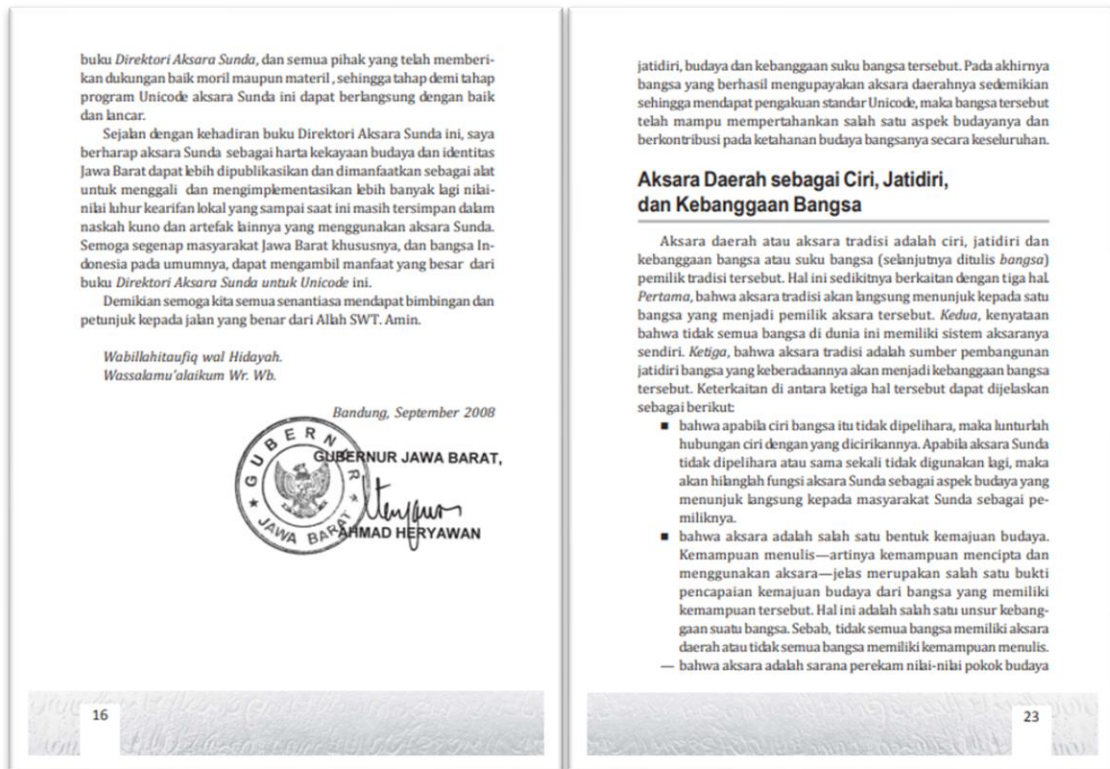 buku Direktori Aksara Sunda, dan semua pihak yang telah memberi-
kan dukungan baik moril maupun materil , sehingga tahap demi tahap
program Unicode aksara Sunda ini dapat berlangsung dengan baik
dan lancar.
Sejalan dengan kehadiran buku Direktori Aksara Sunda ini, saya
berharap aksara Sunda sebagai harta kekayaan budaya dan identitas
Jawa Barat dapat lebih dipublikasikan dan dimanfaatkan sebagai alat
untuk menggali dan mengimplementasikan lebih banyak lagi nilai-
nilai luhur kearifan lokal yang sampai saat ini masih tersimpan dalam
naskah kuno dan artefak lainnya yang menggunakan aksara Sunda.
Semoga segenap masyarakat Jawa Barat khususnya, dan bangsa In-
donesia pada umumnya, dapat mengambil manfaat yang besar dari
buku Direktori Aksara Sunda untuk Unicode ini.
Demikian semoga kita semua senantiasa mendapat bimbingan dan
petunjuk kepada jalan yang benar dari Allah SWT. Amin.
Wabillahitaufiq wal Hidayah.
Wassalamu'alaikum Wr. Wb.
Bandung, September 2008
GUBERNUR JAWA BARAT,
GUBERNUR
JAWA BARAT
AHMAD HERYAWAN
16
jatidiri, budaya dan kebanggaan suku bangsa tersebut. Pada akhirnya
bangsa yang berhasil mengupayakan aksara daerahnya sedemikian
sehingga mendapat pengakuan standar Unicode, maka bangsa tersebut
telah mampu mempertahankan salah satu aspek budayanya dan
berkontribusi pada ketahanan budaya bangsanya secara keseluruhan.
Aksara Daerah sebagai Ciri, Jatidiri,
dan Kebanggaan Bangsa
Aksara daerah atau aksara tradisi adalah ciri, jatidiri dan
kebanggaan bangsa atau suku bangsa (selanjutnya ditulis bangsa)
pemilik tradisi tersebut. Hal ini sedikitnya berkaitan dengan tiga hal.
Pertama, bahwa aksara tradisi akan langsung menunjuk kepada satu
bangsa yang menjadi pemilik aksara tersebut. Kedua, kenyataan
bahwa tidak semua bangsa di dunia ini memiliki sistem aksaranya
sendiri. Ketiga, bahwa aksara tradisi adalah sumber pembangunan
jatidiri bangsa yang keberadaannya akan menjadi kebanggaan bangsa
tersebut. Keterkaitan di antara ketiga hal tersebut dapat dijelaskan
sebagai berikut:
■ bahwa apabila ciri bangsa itu tidak dipelihara, maka lunturlah
hubungan ciri dengan yang dicirikannya. Apabila aksara Sunda
tidak dipelihara atau sama sekali tidak digunakan lagi, maka
akan hilanglah fungsi aksara Sunda sebagai aspek budaya yang
menunjuk langsung kepada masyarakat Sunda sebagai pe-
miliknya.
■ bahwa aksara adalah salah satu bentuk kemajuan budaya.
Kemampuan menulis—artinya kemampuan mencipta dan
menggunakan aksara—jelas merupakan salah satu bukti
pencapaian kemajuan budaya dari bangsa yang memiliki
kemampuan tersebut. Hal ini adalah salah satu unsur kebang-
gaan suatu bangsa. Sebab, tidak semua bangsa memiliki aksara
daerah atau tidak semua bangsa memiliki kemampuan menulis.
— bahwa aksara adalah sarana perekam nilai-nilai pokok budaya
23